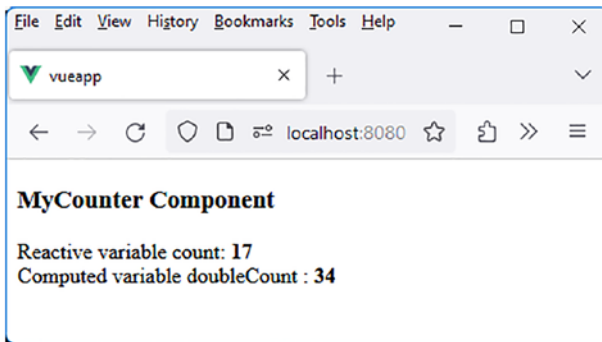 File Edit View History Bookmarks Tools Help
vueapp
localhost:8080
MyCounter Component
Reactive variable count: 17
Computed variable doubleCount : 34